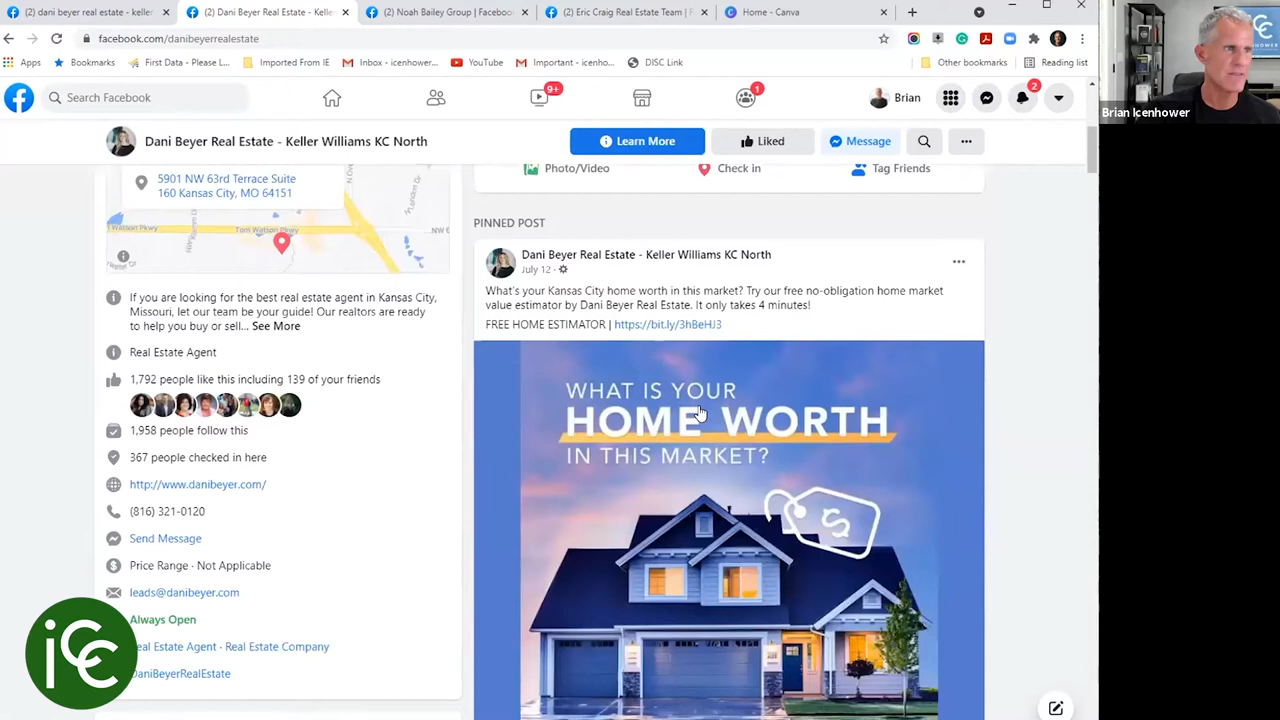 (2) dani beyer real estate - keller
(2) Dani Beyer Real Estate - Kelle
(2) Noah Bailey Group | Facebook
(2) Eric Craig Real Estate Team |
Home - Canva
facebook.com/danibeyerrealestate
Apps
Bookmarks
First Data - Please L...
Imported From IE
Inbox - icenhower...
YouTube
Important - icenho...
DISC Link
Other bookmarks
Reading list
Brian Icenhower
Search Facebook
9+
1
Brian
2
Dani Beyer Real Estate - Keller Williams KC North
Learn More
Liked
Message
Photo/Video
Check in
Tag Friends
5901 NW 63rd Terrace Suite
160 Kansas City, MO 64151
Tom Watson Pkwy
PINNED POST
Dani Beyer Real Estate - Keller Williams KC North
July 12 ·
What's your Kansas City home worth in this market? Try our free no-obligation home market
value estimator by Dani Beyer Real Estate. It only takes 4 minutes!
FREE HOME ESTIMATOR | https://bit.ly/3hBeHJ3
WHAT IS YOUR
HOME WORTH
IN THIS MARKET?
$
If you are looking for the best real estate agent in Kansas City,
Missouri, let our team be your guide! Our realtors are ready
to help you buy or sell... See More
Real Estate Agent
1,792 people like this including 139 of your friends
1,958 people follow this
367 people checked in here
http://www.danibeyer.com/
(816) 321-0120
Send Message
Price Range · Not Applicable
leads@danibeyer.com
Always Open
eal Estate Agent · Real Estate Company
DaniBeyerRealEstate
iCC